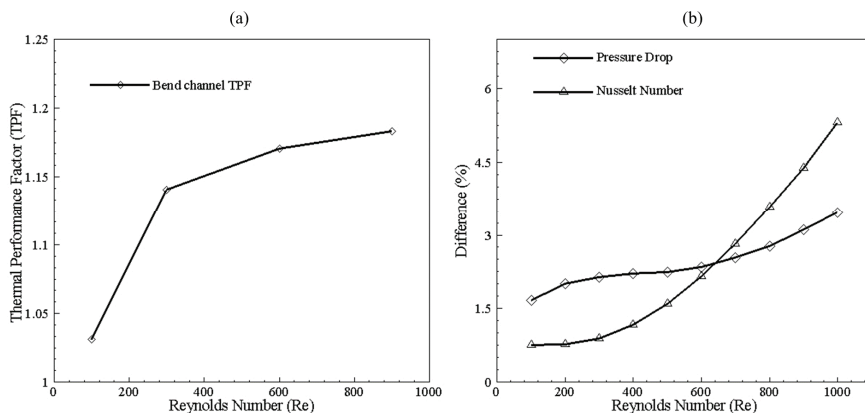 (a)
1.25
1.2
1.15
1.1
1.05
1
Thermal Performance Factor (TPF)
Bend channel TPF
0 200 400 600 800 1000
Reynolds Number (Re)
(b)
6
4.5
3
1.5
0
Difference (%)
Pressure Drop
Nusselt Number
0 200 400 600 800 1000
Reynolds Number (Re)